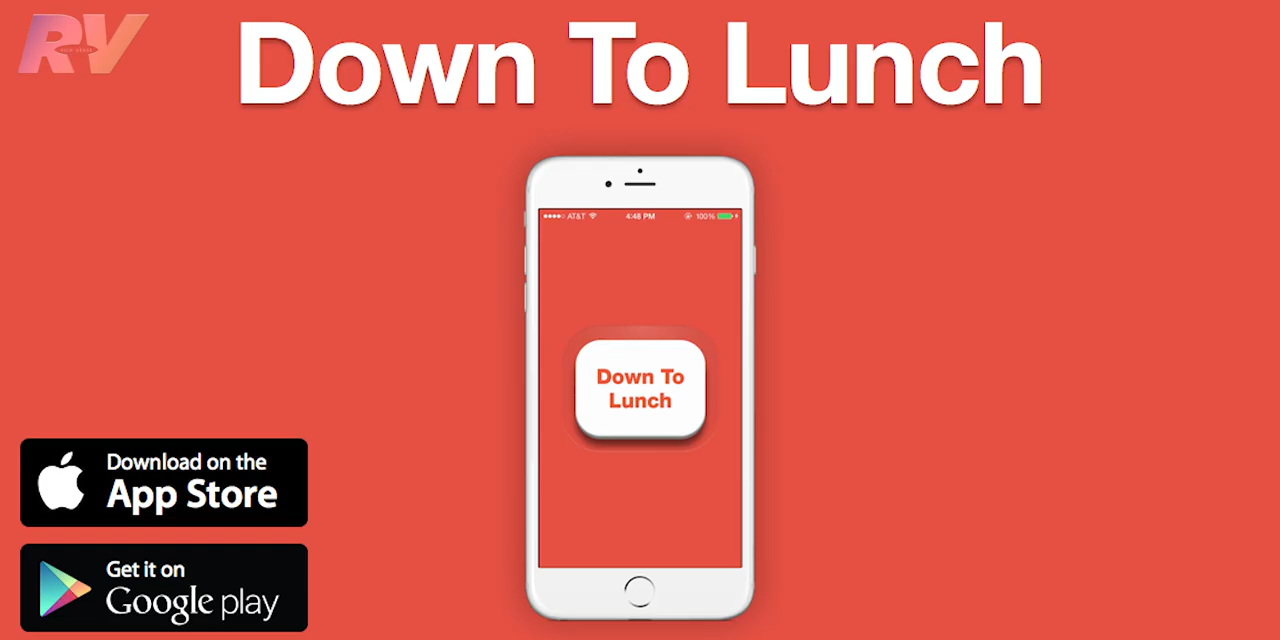 RV
Down To Lunch
AT&T 4:48 PM 100%
Down To
Lunch
Download on the
App Store
Get it on
Google play